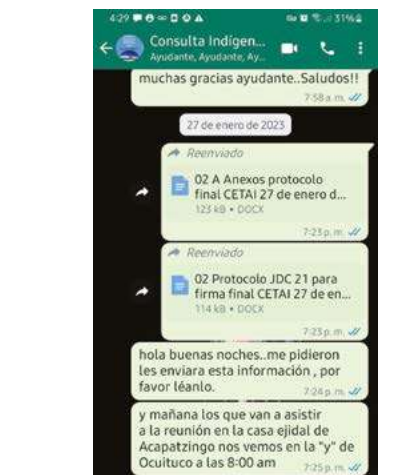 4:29
31%
Consulta Indígen...
Ayudante, Ayudante, Ay...
muchas gracias ayudante..Saludos!!
7:58 a. m.
27 de enero de 2023
Reenviado
02 A Anexos protocolo
final CETAI 27 de enero d...
123 kB • DOCX
7:23 p. m.
Reenviado
02 Protocolo JDC 21 para
firma final CETAI 27 de en...
114 kB • DOCX
7:23 p. m.
hola buenas noches..me pidieron
les enviara esta información , por
favor léanlo.
7:24 p. m.
y mañana los que van a asistir
a la reunión en la casa ejidal de
Acapatzingo nos vemos en la "y" de
Ocuituco a las 8:00 am
7:25 p. m.